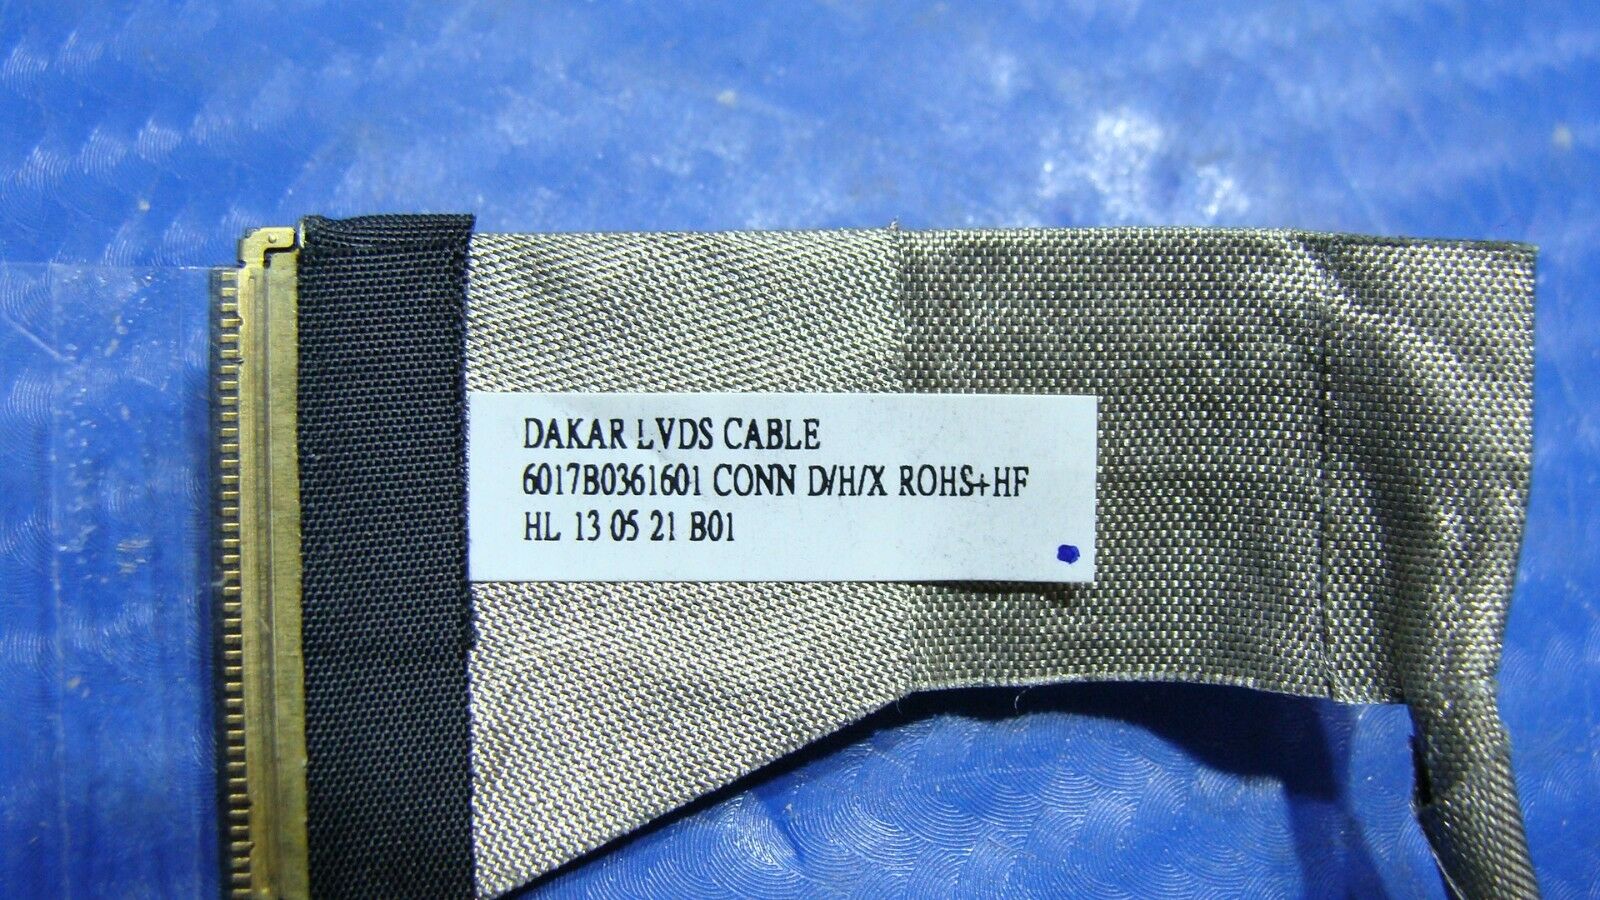 DAKAR LVDS CABLE
6017B0361601 CONN D/H/X ROHS+HF
HL 13 05 21 B01